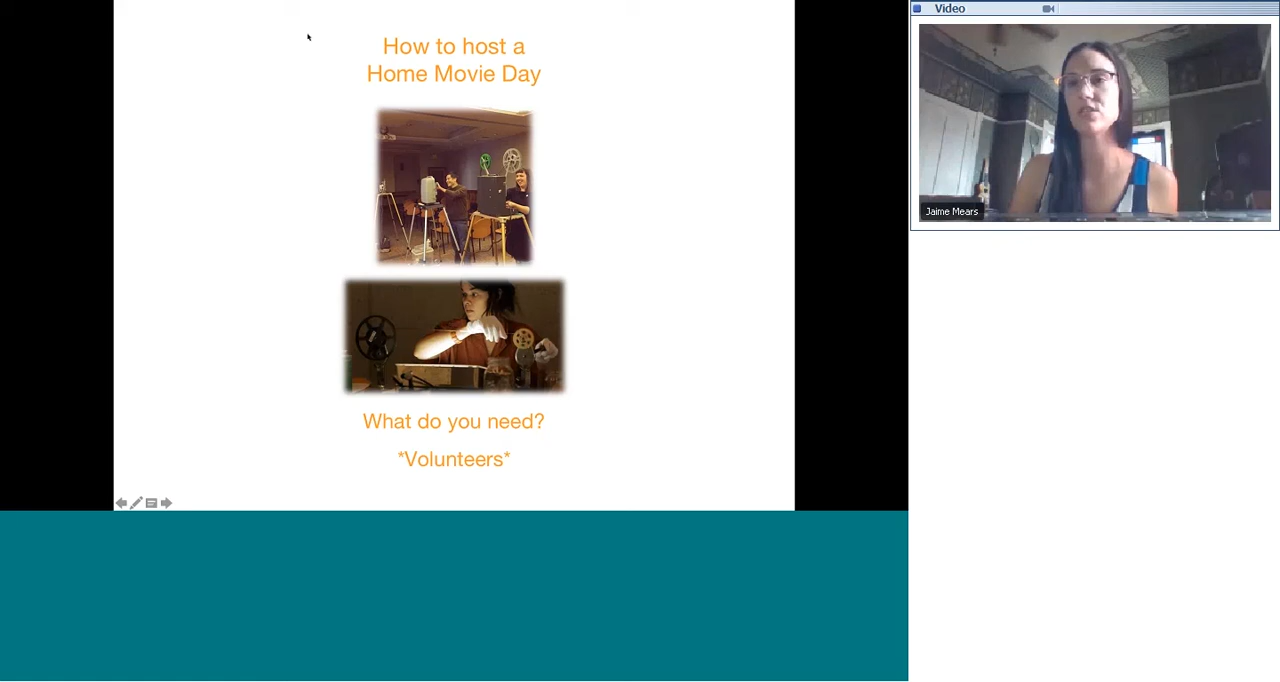 How to host a
Home Movie Day
What do you need?
*Volunteers*
Video
Jaime Mears